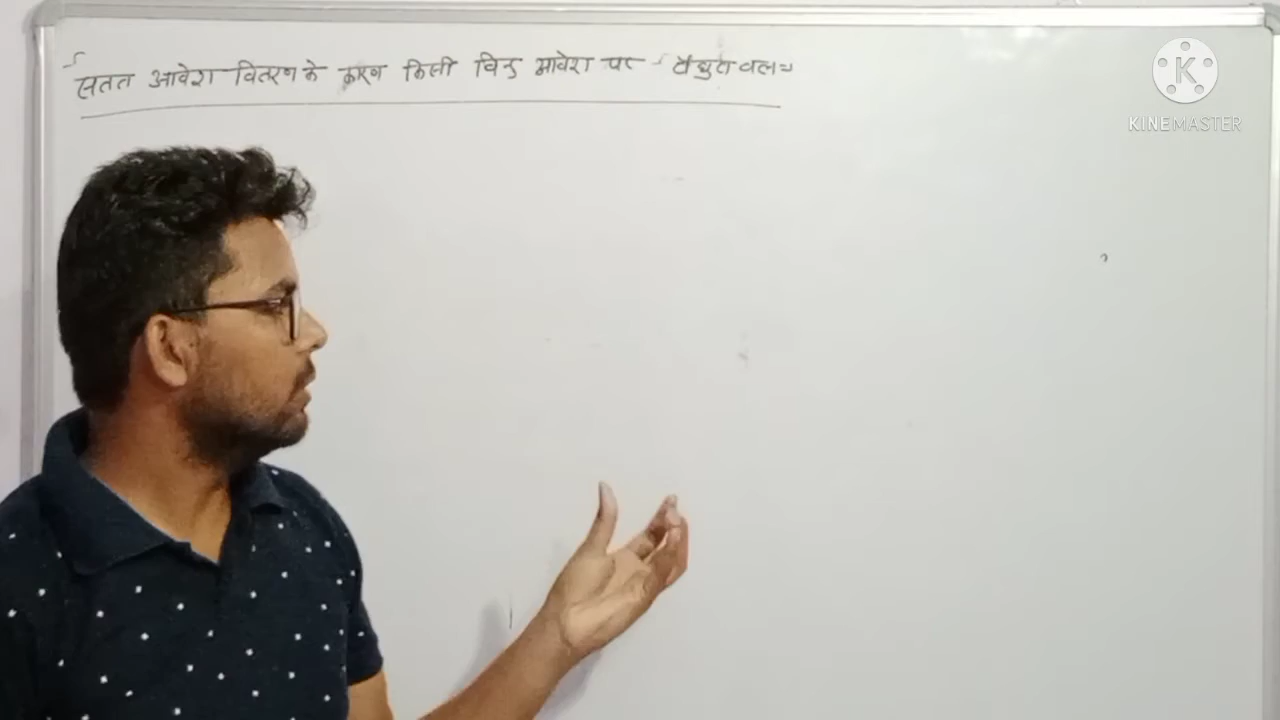 सतत आवेश वितरण के कारण किसी बिन्दु आवेश पर वैद्युत बल=
KINEMASTER